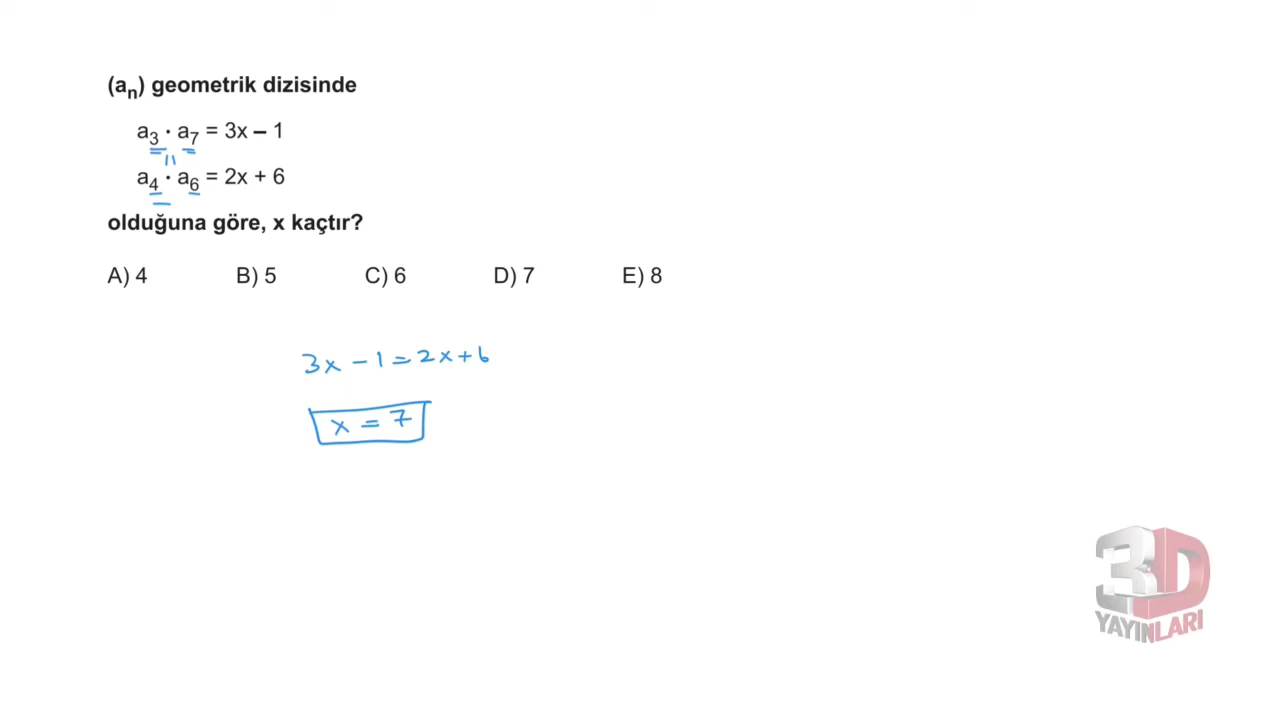 (aₙ) geometrik dizisinde
a₃ · a₇ = 3x – 1
=
a₄ · a₆ = 2x + 6
olduğuna göre, x kaçtır?
A) 4 B) 5 C) 6 D) 7 E) 8
3x - 1 = 2x + 6
x = 7
3D
YAYINLARI